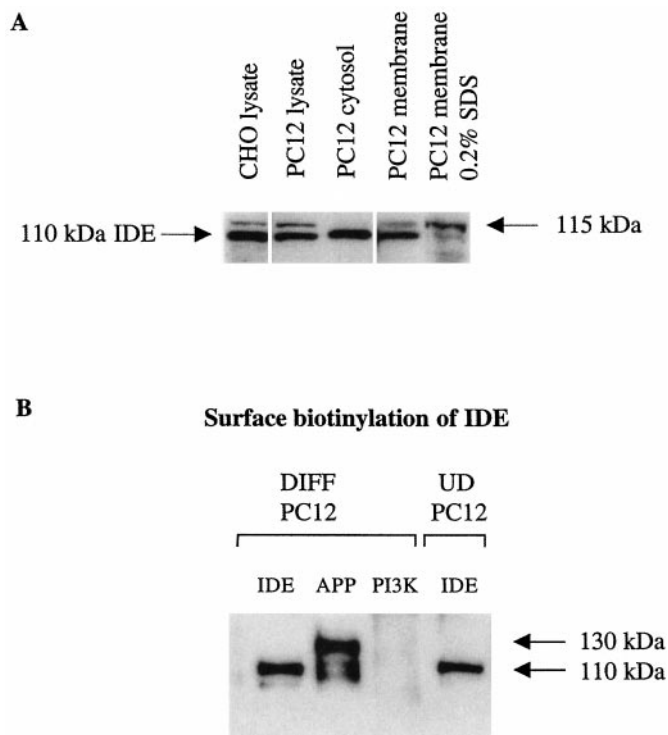 A
CHO lysate
PC12 lysate
PC12 cytosol
PC12 membrane
PC12 membrane
0.2% SDS
110 kDa IDE
115 kDa
B
Surface biotinylation of IDE
DIFF
PC12
UD
PC12
IDE APP PI3K IDE
130 kDa
110 kDa